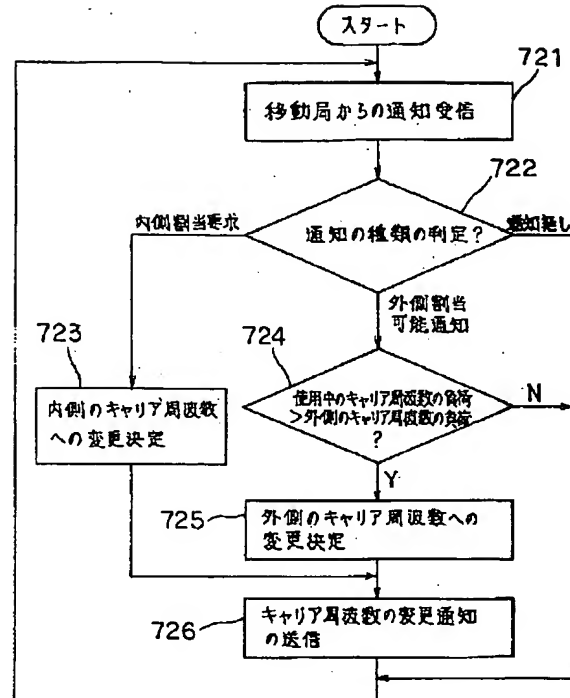 スタート
721
移動局からの通知受信
722
通知の種類の判定?
内側割当要求
通知無し
外側割当
可能通知
723
内側のキャリア周波数
への変更決定
724
使用中のキャリア周波数の負荷
>外側のキャリア周波数の負荷
?
N
Y
725
外側のキャリア周波数への
変更決定
726
キャリア周波数の変更通知
の送信